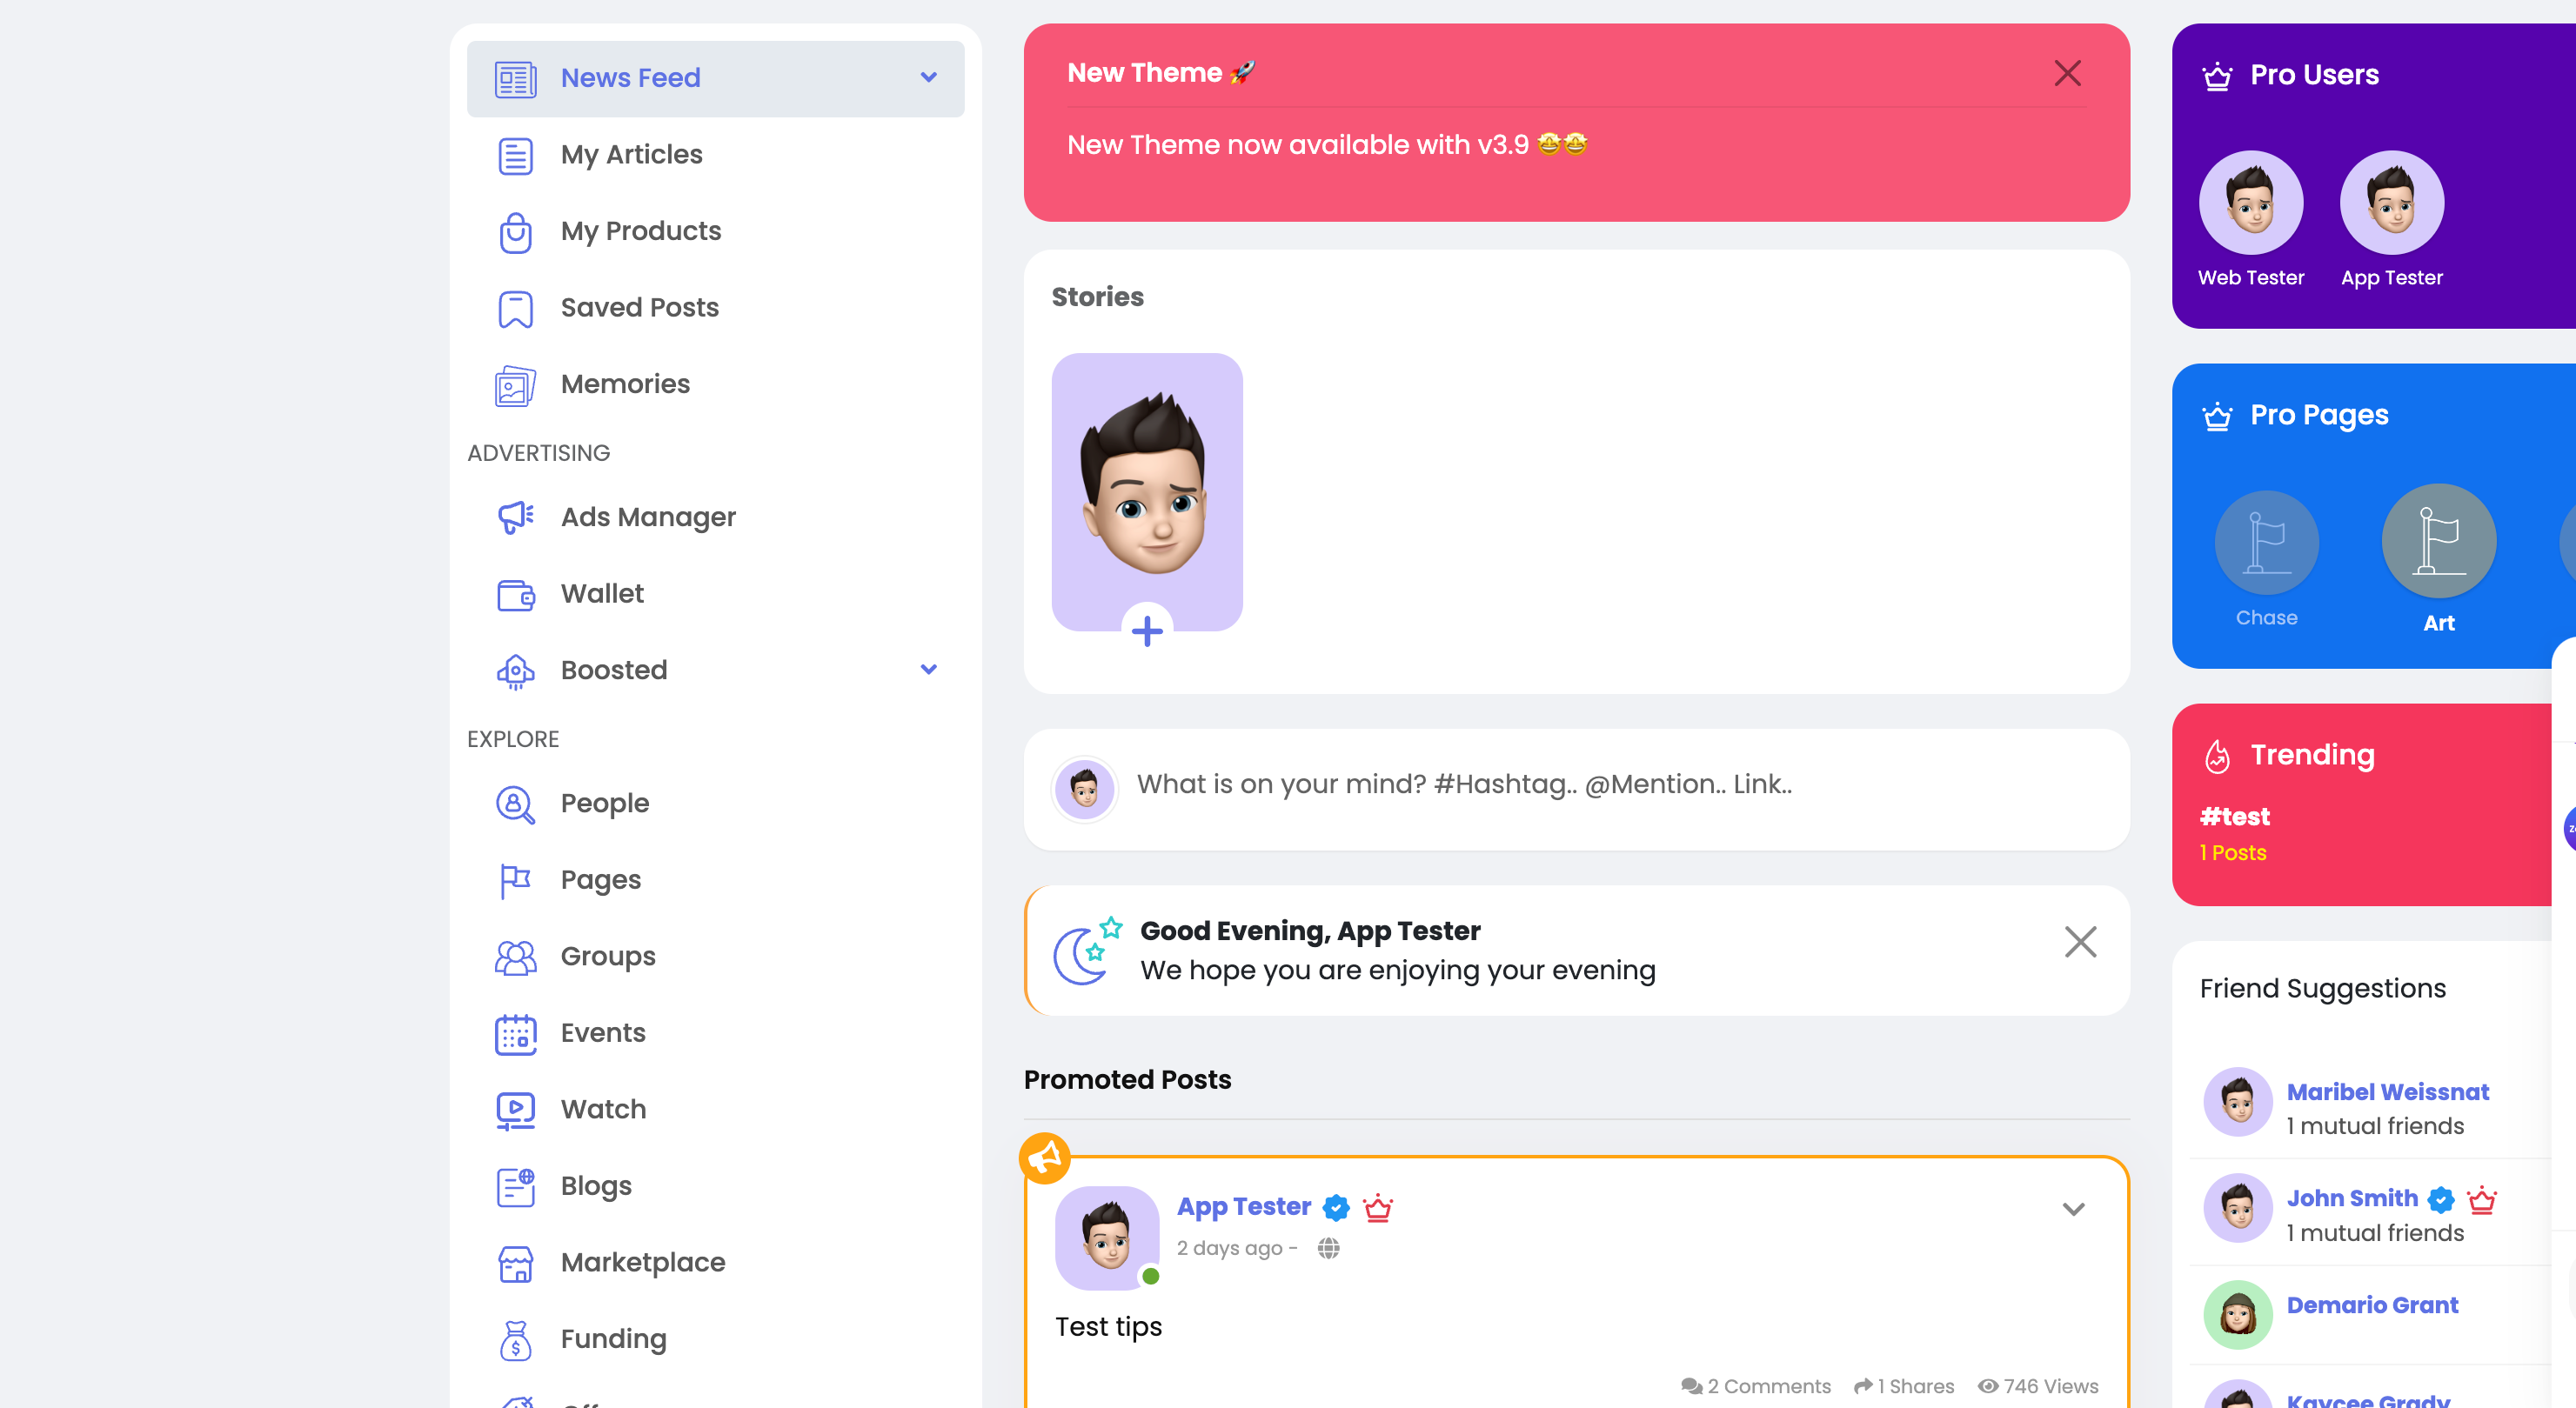 News Feed
My Articles
My Products
Saved Posts
Memories
ADVERTISING
Ads Manager
Wallet
Boosted
EXPLORE
People
Pages
Groups
Events
Watch
Blogs
Marketplace
Funding
New Theme 🚀
New Theme now available with v3.9 🤩🤩
Stories
What is on your mind? #Hashtag.. @Mention.. Link..
Good Evening, App Tester
We hope you are enjoying your evening
Promoted Posts
App Tester
2 days ago -
Test tips
2 Comments 1 Shares 746 Views
Pro Users
Web Tester App Tester
Pro Pages
Chase Art
Trending
#test
1 Posts
Friend Suggestions
Maribel Weissnat
1 mutual friends
John Smith
1 mutual friends
Demario Grant
Kaycee Grady